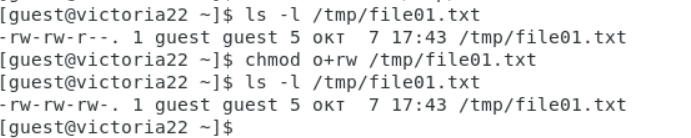 [guest@victoria22 ~]$ ls -l /tmp/file01.txt
-rw-rw-r--. 1 guest guest 5 окт  7 17:43 /tmp/file01.txt
[guest@victoria22 ~]$ chmod o+rw /tmp/file01.txt
[guest@victoria22 ~]$ ls -l /tmp/file01.txt
-rw-rw-rw-. 1 guest guest 5 окт  7 17:43 /tmp/file01.txt
[guest@victoria22 ~]$